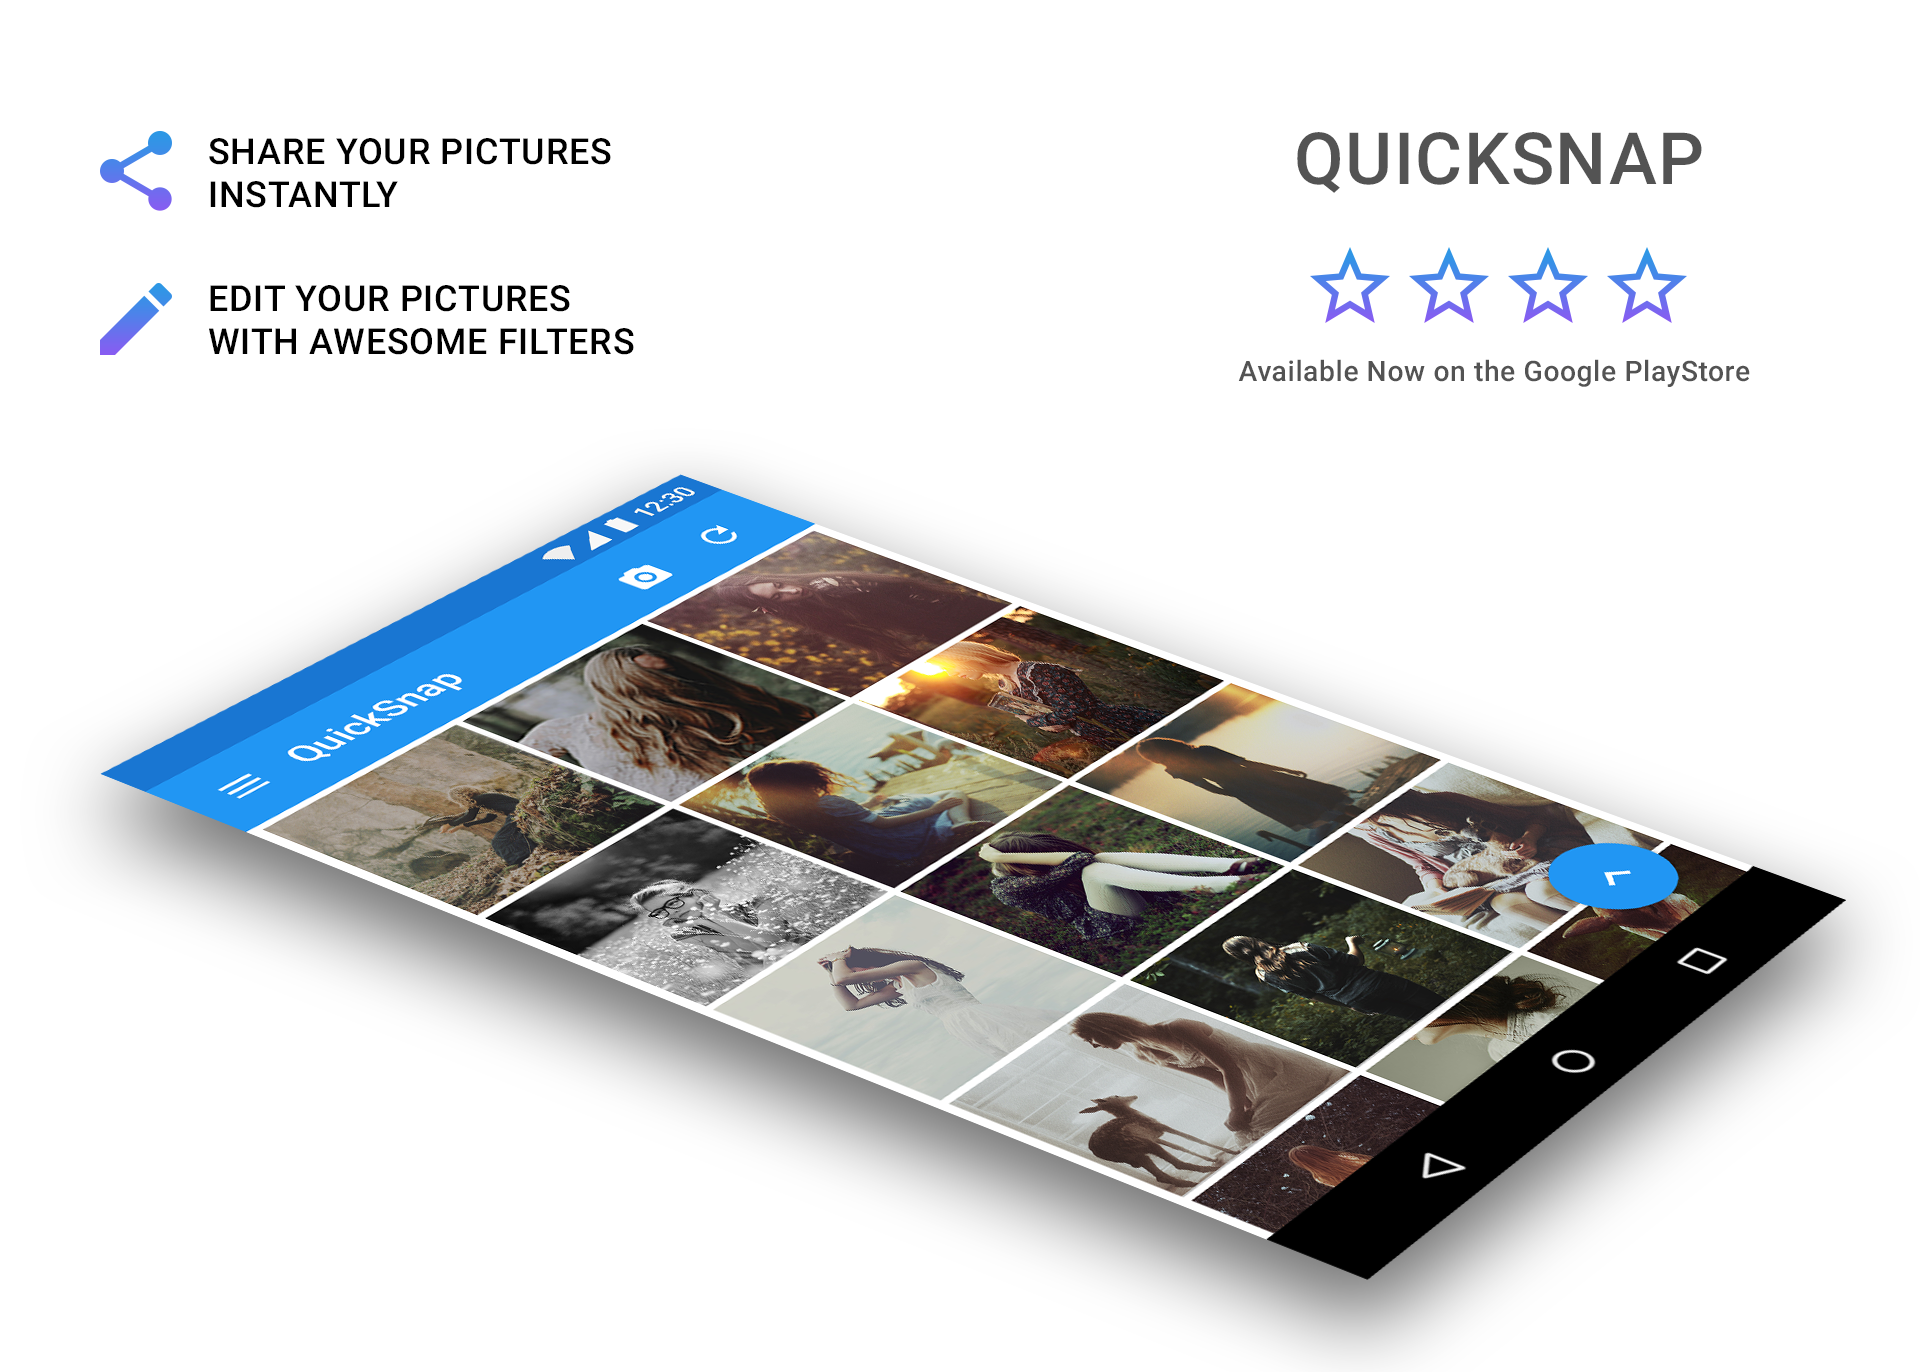 SHARE YOUR PICTURES
INSTANTLY
EDIT YOUR PICTURES
WITH AWESOME FILTERS
QUICKSNAP
Available Now on the Google PlayStore
12:30
QuickSnap